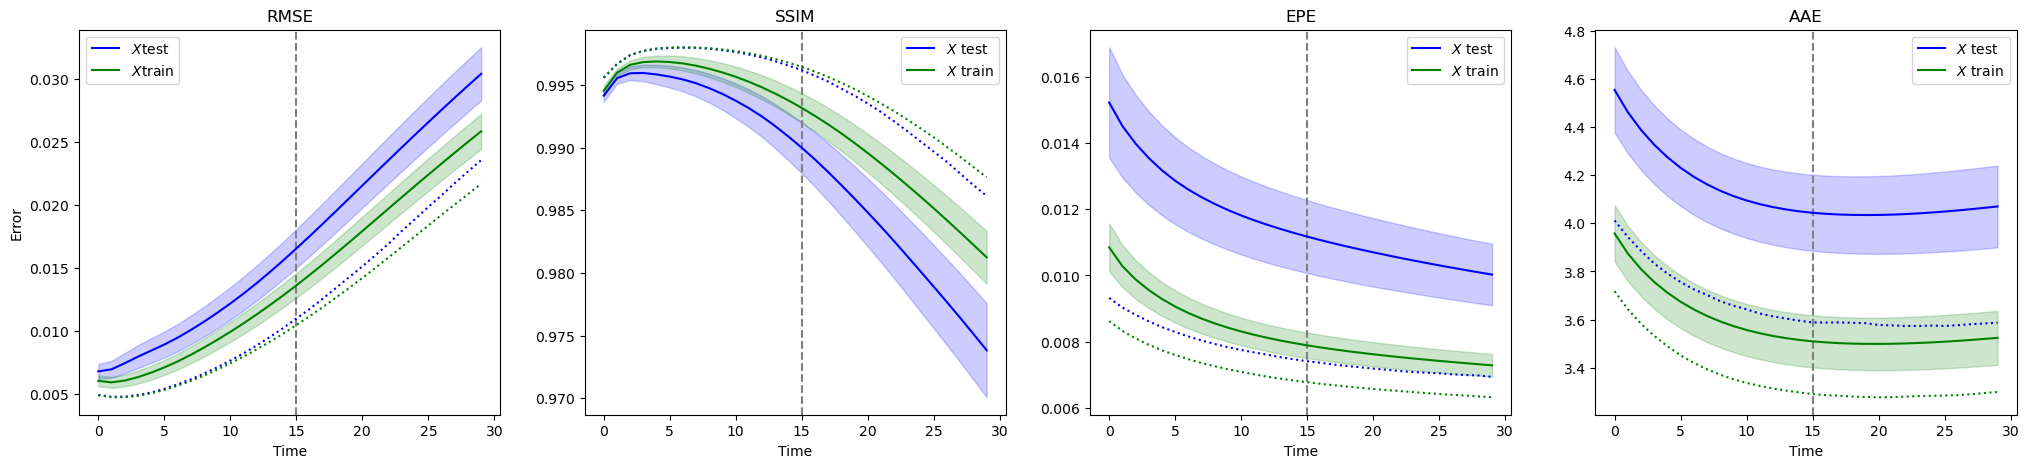 RMSE
Error
0.030
0.025
0.020
0.015
0.010
0.005
Xtest
Xtrain
0 5 10 15 20 25 30
Time
SSIM
0.995
0.990
0.985
0.980
0.975
0.970
X test
X train
0 5 10 15 20 25 30
Time
EPE
0.016
0.014
0.012
0.010
0.008
0.006
X test
X train
0 5 10 15 20 25 30
Time
AAE
4.8
4.6
4.4
4.2
4.0
3.8
3.6
3.4
X test
X train
0 5 10 15 20 25 30
Time